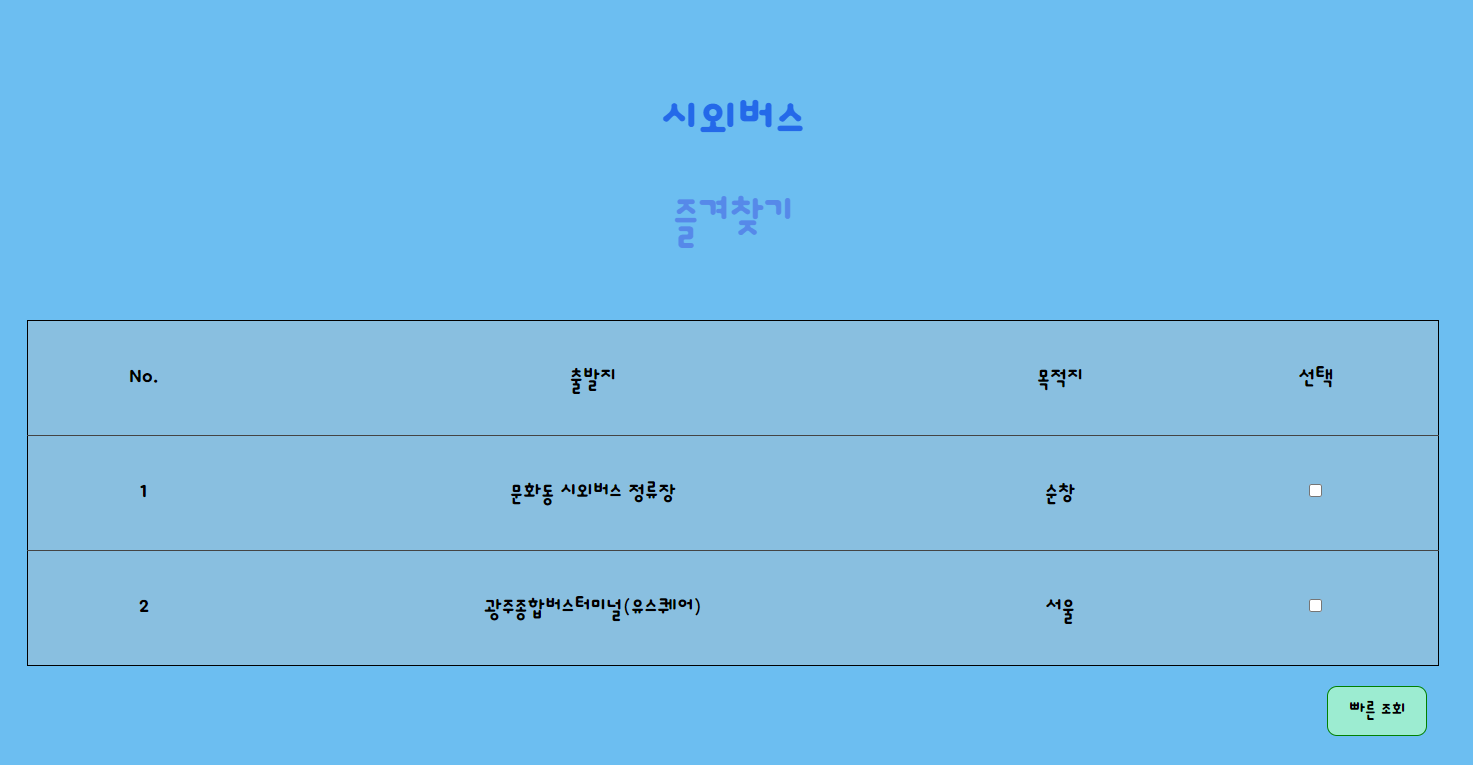 시외버스
즐겨찾기
No. 출발지 목적지 선택
1 문화동 시외버스 정류장 순창
2 광주종합버스터미널(유스퀘어) 서울
빠른 조회